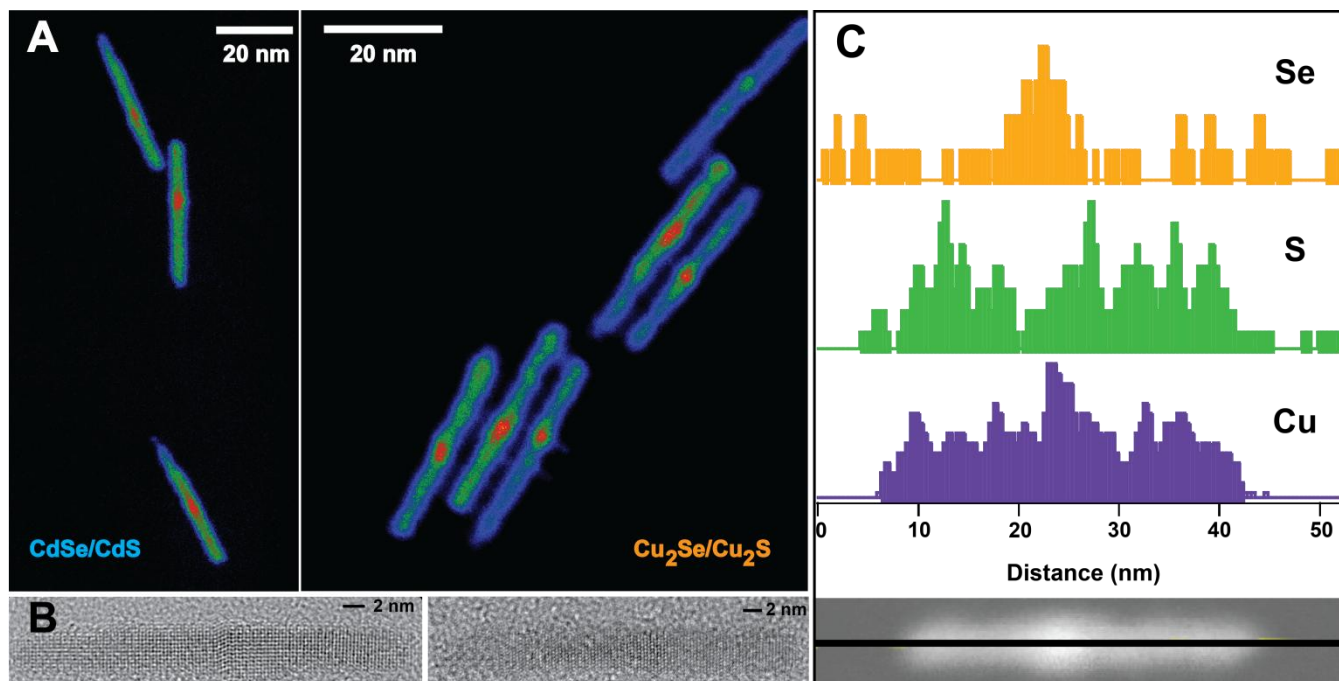 A
20 nm
20 nm
CdSe/CdS
Cu₂Se/Cu₂S
B
2 nm
2 nm
C
Se
S
Cu
0 10 20 30 40 50
Distance (nm)